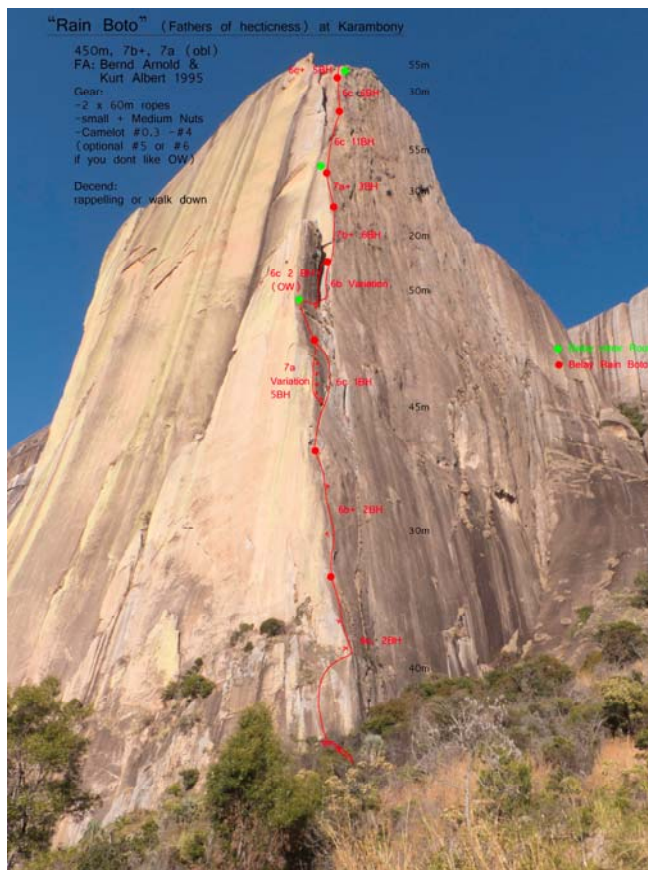 "Rain Boto" (Fathers of hecticness) at Karambony
450m, 7b+, 7a (obl)
FA: Bernd Arnold &
Kurt Albert 1995
Gear:
-2 x 60m ropes
-small + Medium Nuts
-Camelot #0.3 -#4
(optional #5 or #6
if you dont like OW)
Decend:
rappelling or walk down
6c+ 5BH
55m
30m
6c 11BH
55m
7a+ 3BH
30m
7b+ 6BH
20m
6c 2 BH
(OW)
6b Variation
50m
Belay Rain Boto
7a
Variation
5BH
6c 1BH
45m
6b+ 2BH
30m
2BH
40m